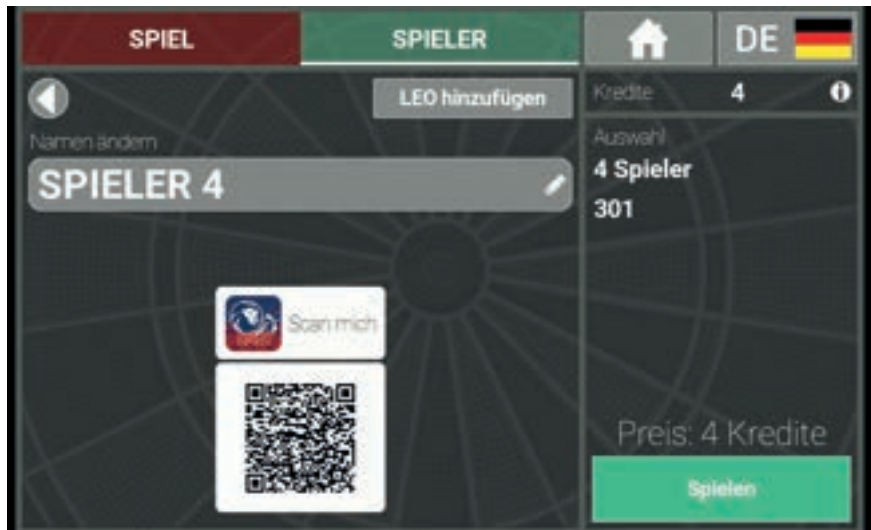 SPIEL
SPIELER
DE
LEO hinzufügen
Namen ändern
SPIELER 4
Scan mich
Kredite 4
Auswahl
4 Spieler
301
Preis: 4 Kredite
Spielen